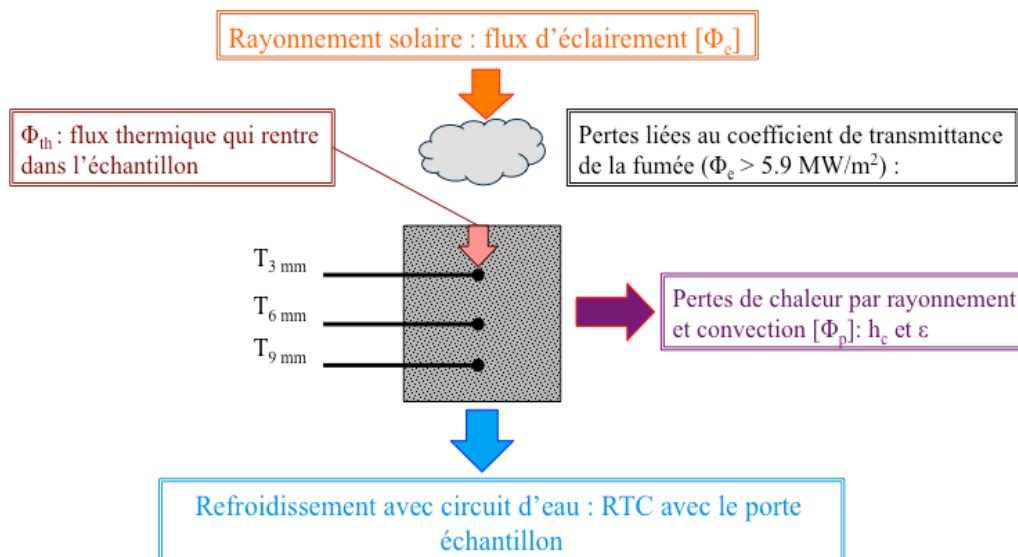 Rayonnement solaire : flux d'éclairement [Φₑ]
Φₜₕ : flux thermique qui rentre
dans l'échantillon
Pertes liées au coefficient de transmittance
de la fumée (Φₑ > 5.9 MW/m²) :
T₃ ₘₘ
T₆ ₘₘ
T₉ ₘₘ
Pertes de chaleur par rayonnement
et convection [Φₚ]: h_c et ε
Refroidissement avec circuit d'eau : RTC avec le porte
échantillon